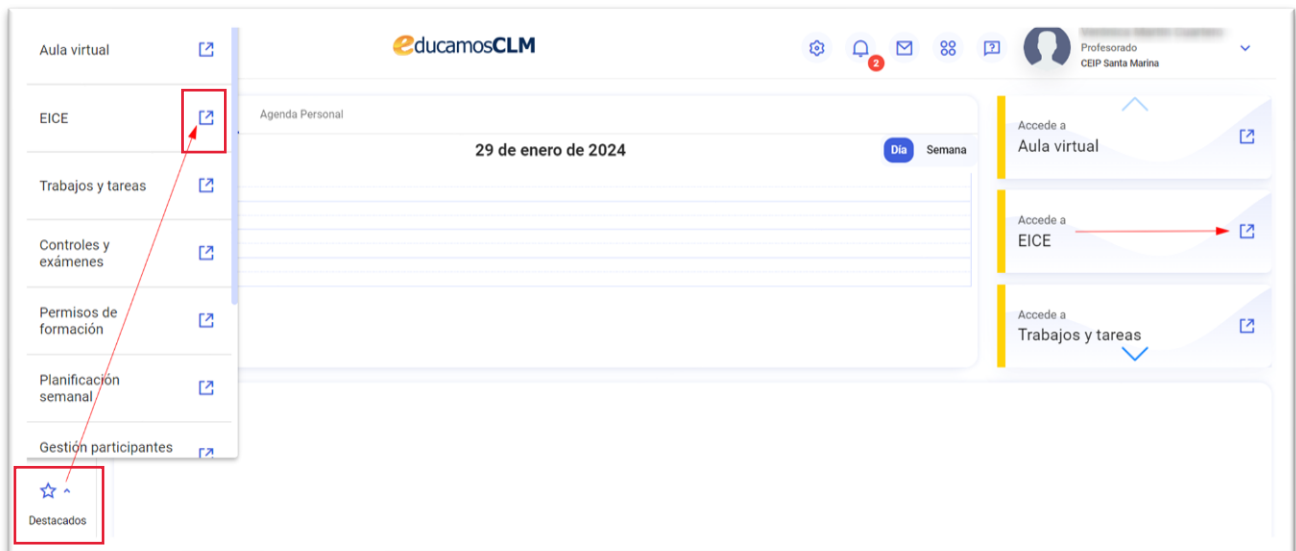 Aula virtual
EICE
Trabajos y tareas
Controles y
exámenes
Permisos de
formación
Planificación
semanal
Gestión participantes
Destacados
educamosCLM
2
?
Profesorado
CEIP Santa Marina
Agenda Personal
29 de enero de 2024
Día
Semana
Accede a
Aula virtual
Accede a
EICE
Accede a
Trabajos y tareas